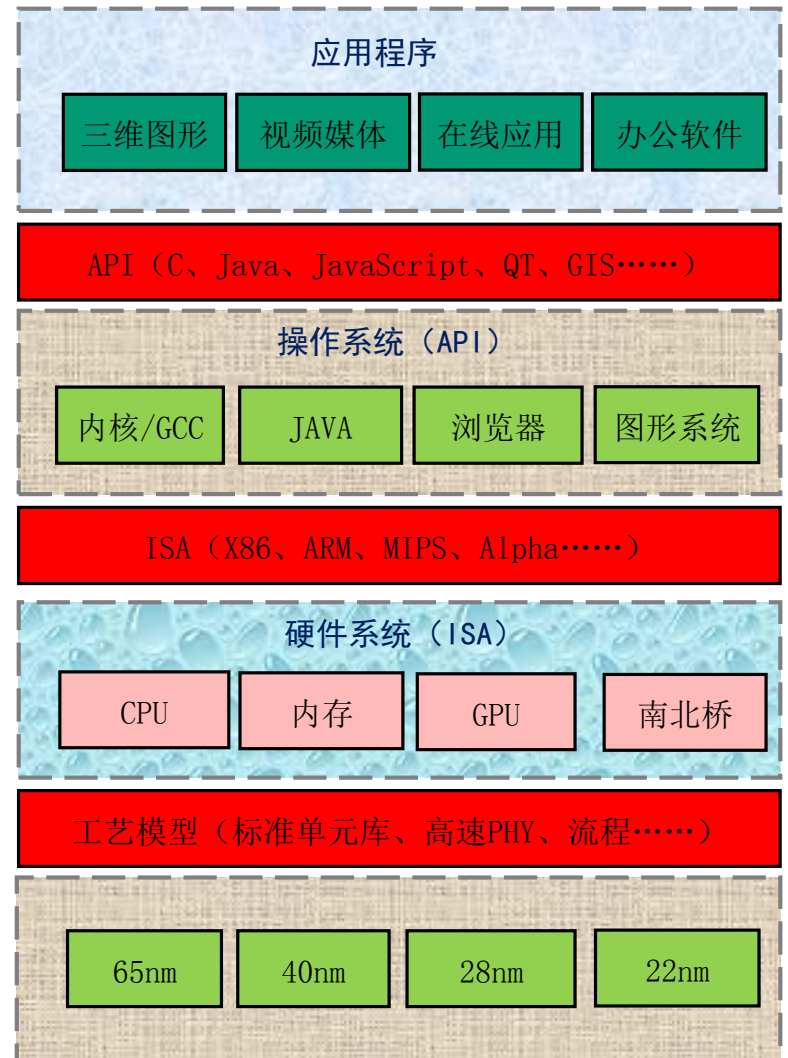 应用程序
三维图形 视频媒体 在线应用 办公软件
API（C、Java、JavaScript、QT、GIS……）
操作系统（API）
内核/GCC JAVA 浏览器 图形系统
ISA（X86、ARM、MIPS、Alpha……）
硬件系统（ISA）
CPU 内存 GPU 南北桥
工艺模型（标准单元库、高速PHY、流程……）
65nm 40nm 28nm 22nm